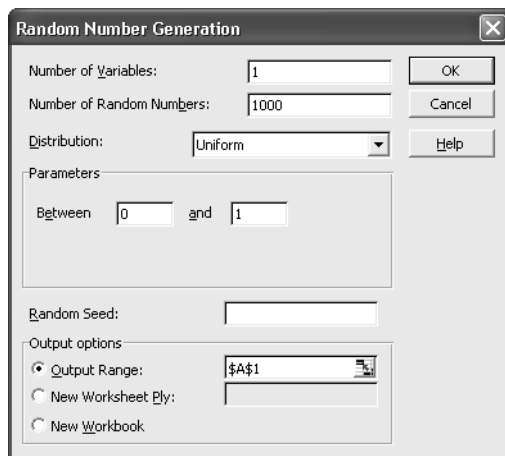 Random Number Generation
Number of Variables: 1 OK
Number of Random Numbers: 1000 Cancel
Distribution: Uniform Help
Parameters
Between 0 and 1
Random Seed:
Output options
Output Range: $A$1
New Worksheet Ply:
New Workbook